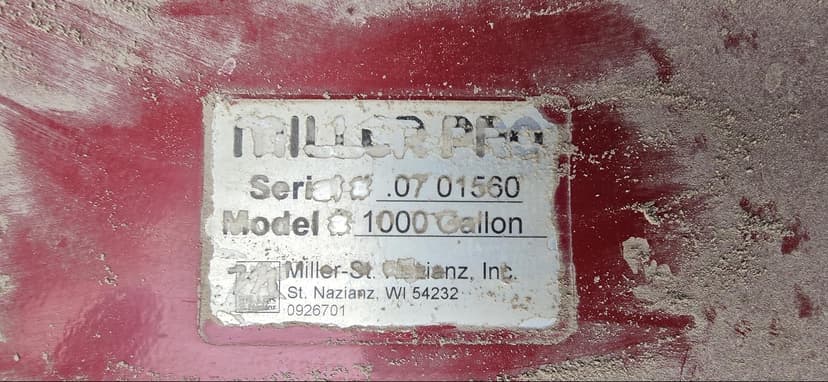 MILLER PRO
Serial # .07 01560
Model # 1000 Gallon
Miller-St. Nazianz, Inc.
St. Nazianz, WI 54232
0926701